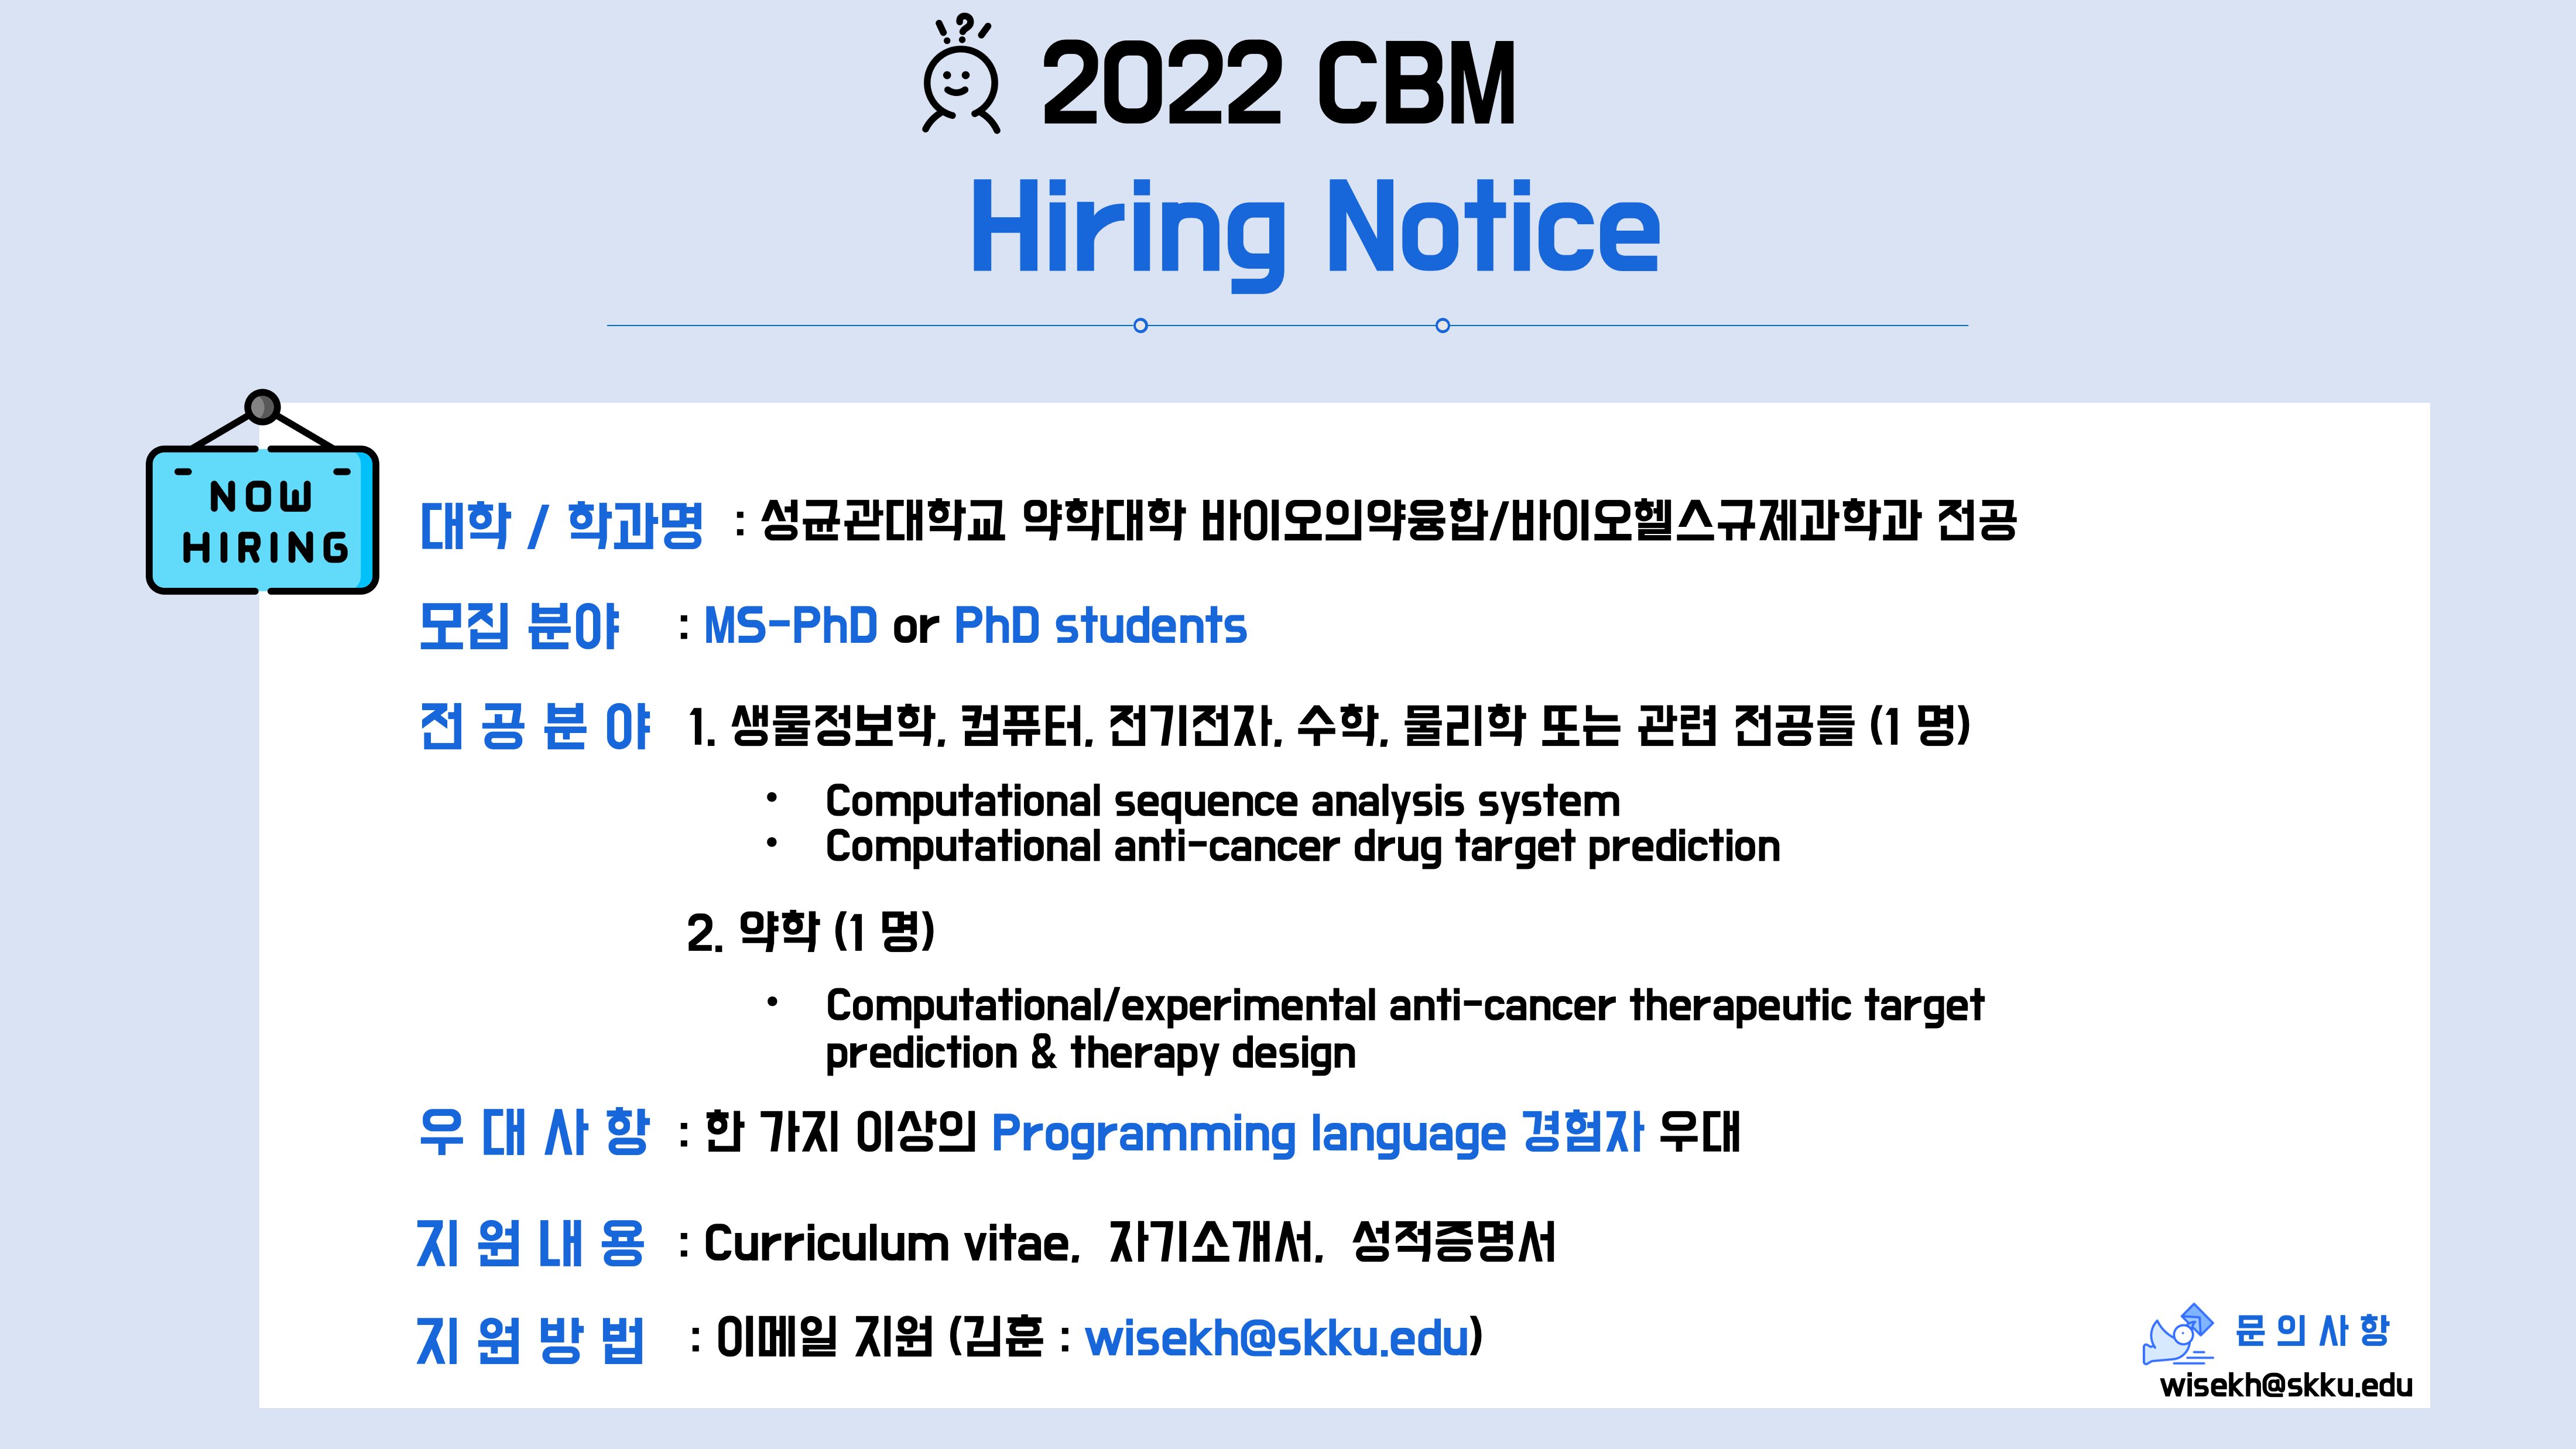 2022 CBM
Hiring Notice
NOW
HIRING
대학 / 학과명 : 성균관대학교 약학대학 바이오의약융합/바이오헬스규제과학과 전공
모집 분야 : MS-PhD or PhD students
전 공 분 야 1. 생물정보학, 컴퓨터, 전기전자, 수학, 물리학 또는 관련 전공들 (1 명)
• Computational sequence analysis system
• Computational anti-cancer drug target prediction
2. 약학 (1 명)
• Computational/experimental anti-cancer therapeutic target
prediction & therapy design
우 대 사 항 : 한 가지 이상의 Programming language 경험자 우대
지 원 내 용 : Curriculum vitae, 자기소개서, 성적증명서
지 원 방 법 : 이메일 지원 (김훈 : wisekh@skku.edu)
문 의 사 항
wisekh@skku.edu